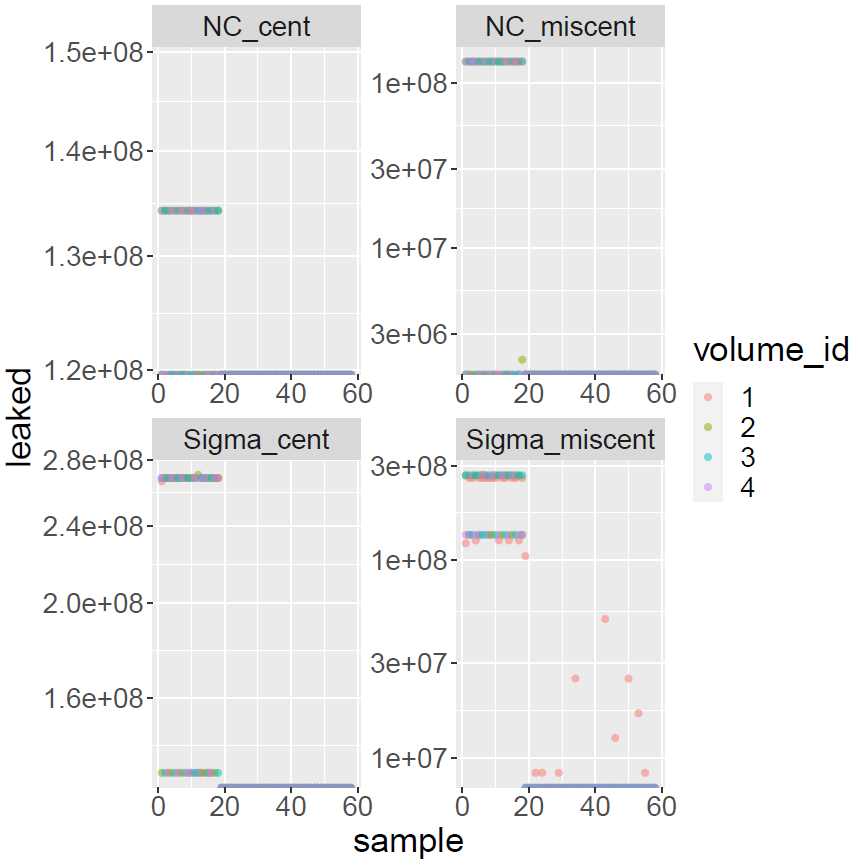 NC_cent
NC_miscent
1.5e+08
1.4e+08
1.3e+08
1.2e+08
1e+08
3e+07
1e+07
3e+06
0 20 40 60
0 20 40 60
leaked
Sigma_cent
Sigma_miscent
2.8e+08
2.4e+08
2.0e+08
1.6e+08
3e+08
1e+08
3e+07
1e+07
0 20 40 60
0 20 40 60
sample
volume_id
1
2
3
4